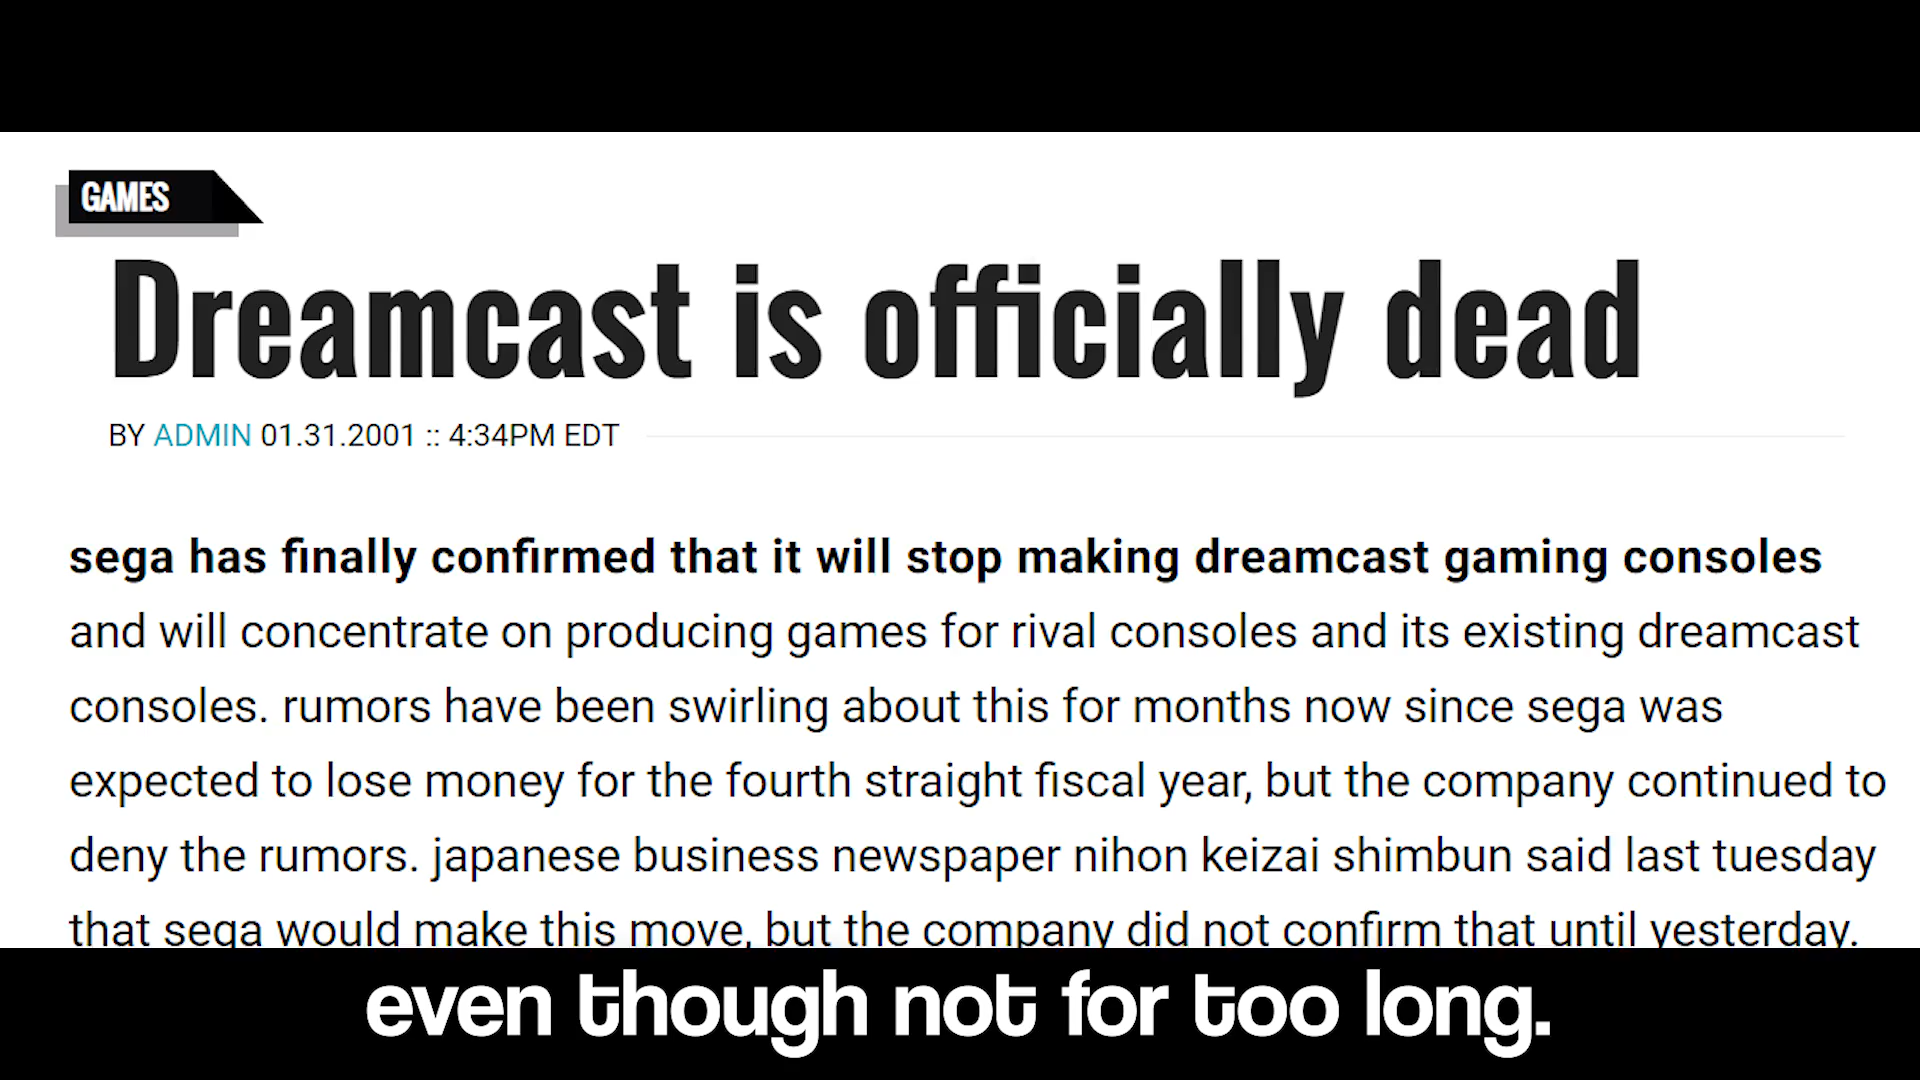 GAMES
Dreamcast is officially dead
BY ADMIN 01.31.2001 :: 4:34PM EDT
sega has finally confirmed that it will stop making dreamcast gaming consoles
and will concentrate on producing games for rival consoles and its existing dreamcast
consoles. rumors have been swirling about this for months now since sega was
expected to lose money for the fourth straight fiscal year, but the company continued to
deny the rumors. japanese business newspaper nihon keizai shimbun said last tuesday
that sega would make this move, but the company did not confirm that until yesterday.
even though not for too long.